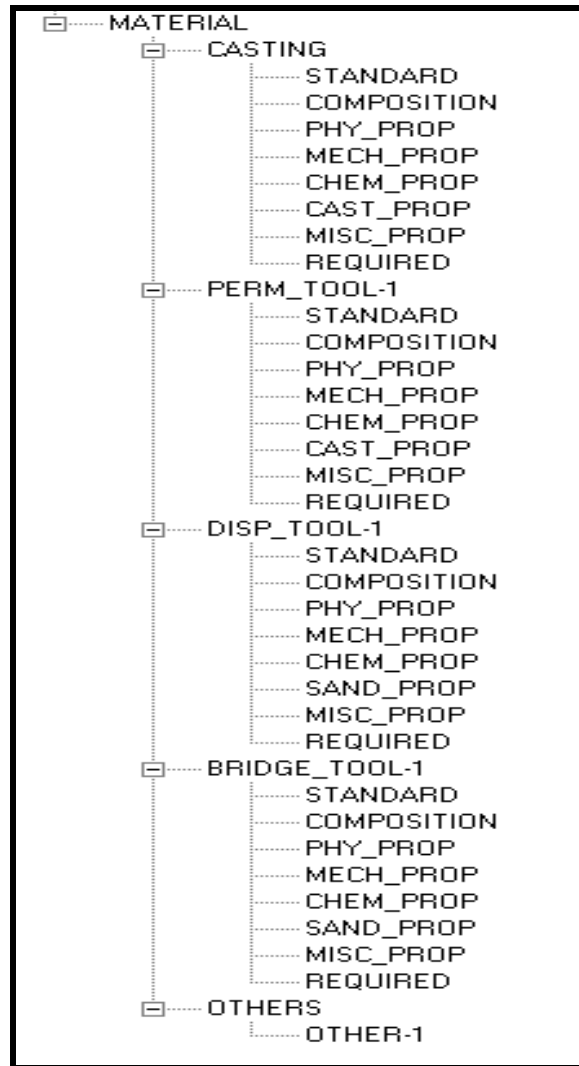 MATERIAL
CASTING
STANDARD
COMPOSITION
PHY_PROP
MECH_PROP
CHEM_PROP
CAST_PROP
MISC_PROP
REQUIRED
PERM_TOOL-1
STANDARD
COMPOSITION
PHY_PROP
MECH_PROP
CHEM_PROP
CAST_PROP
MISC_PROP
REQUIRED
DISP_TOOL-1
STANDARD
COMPOSITION
PHY_PROP
MECH_PROP
CHEM_PROP
SAND_PROP
MISC_PROP
REQUIRED
BRIDGE_TOOL-1
STANDARD
COMPOSITION
PHY_PROP
MECH_PROP
CHEM_PROP
SAND_PROP
MISC_PROP
REQUIRED
OTHERS
OTHER-1